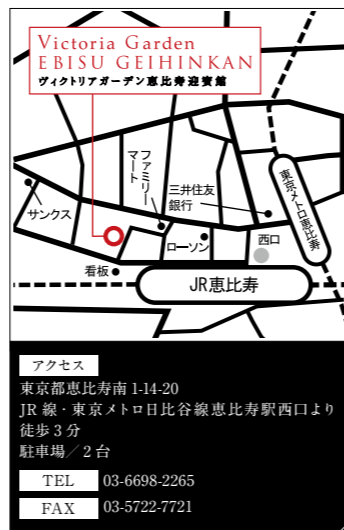 Victoria Garden
EBISU GEIHINKAN
ヴィクトリアガーデン恵比寿迎賓館
ファミリー
マート
三井住友
銀行
東京メトロ恵比寿
サンクス
ローソン
西口
看板
JR恵比寿
アクセス
東京都恵比寿南1-14-20
JR線・東京メトロ日比谷線恵比寿駅西口より
徒歩3分
駐車場／2台
TEL 03-6698-2265
FAX 03-5722-7721